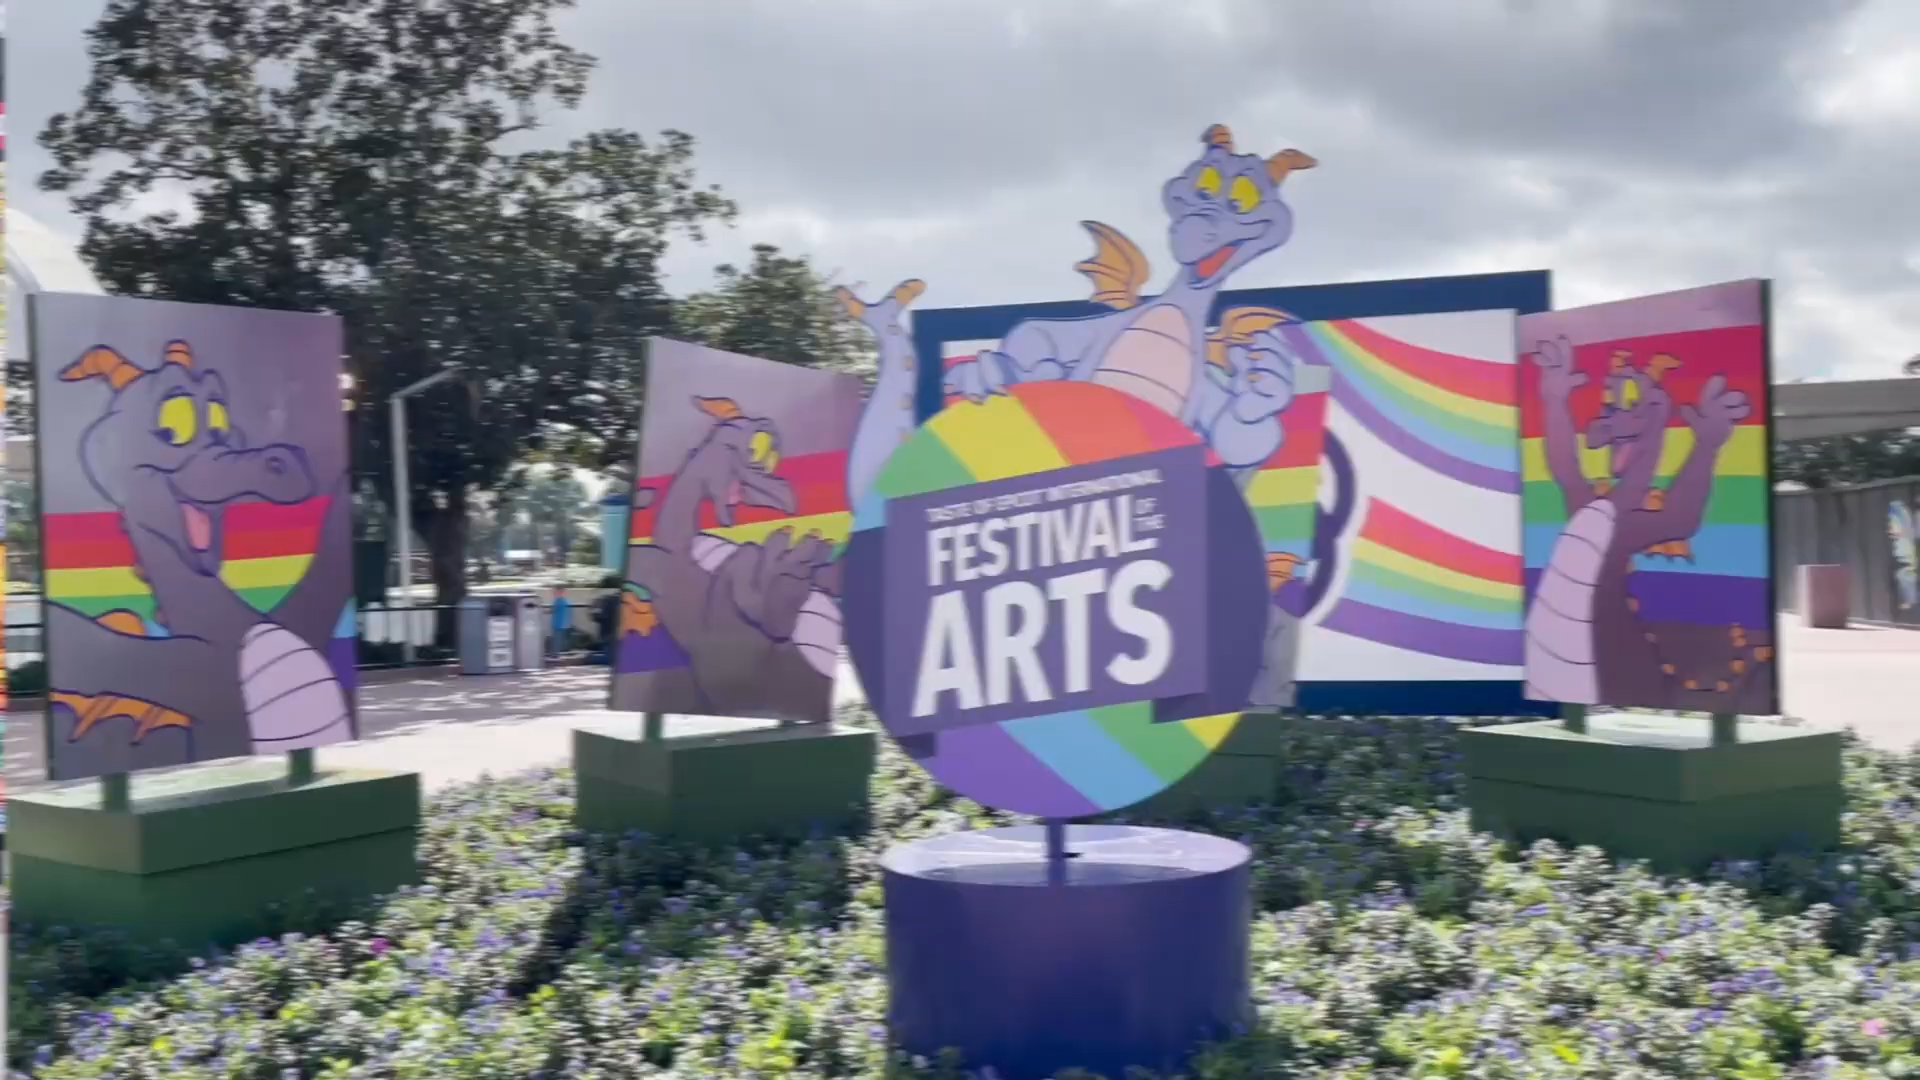 TASTE OF EPCOT INTERNATIONAL
FESTIVAL OF THE
ARTS